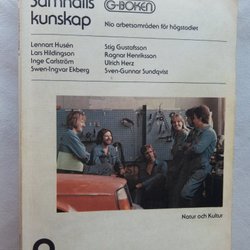 Samhälls
kunskap
G-BOKEN
Nio arbetsområden för högstadiet
Lennart Husén
Lars Hildingson
Inge Carlström
Swen-Ingvar Ekberg
Stig Gustafsson
Ragnar Henriksson
Ulrich Herz
Sven-Gunnar Sundqvist
Natur och Kultur